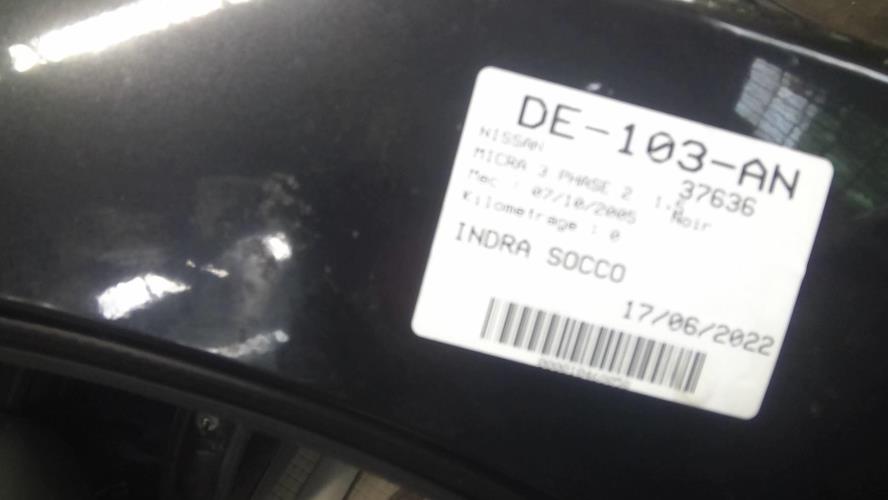 DE-103-AN
NISSAN 37636
MICRA 3 PHASE 2 1.5
Mec : 07/10/2005 Noir
Kilometrage : 0
INDRA SOCCO
17/06/2022